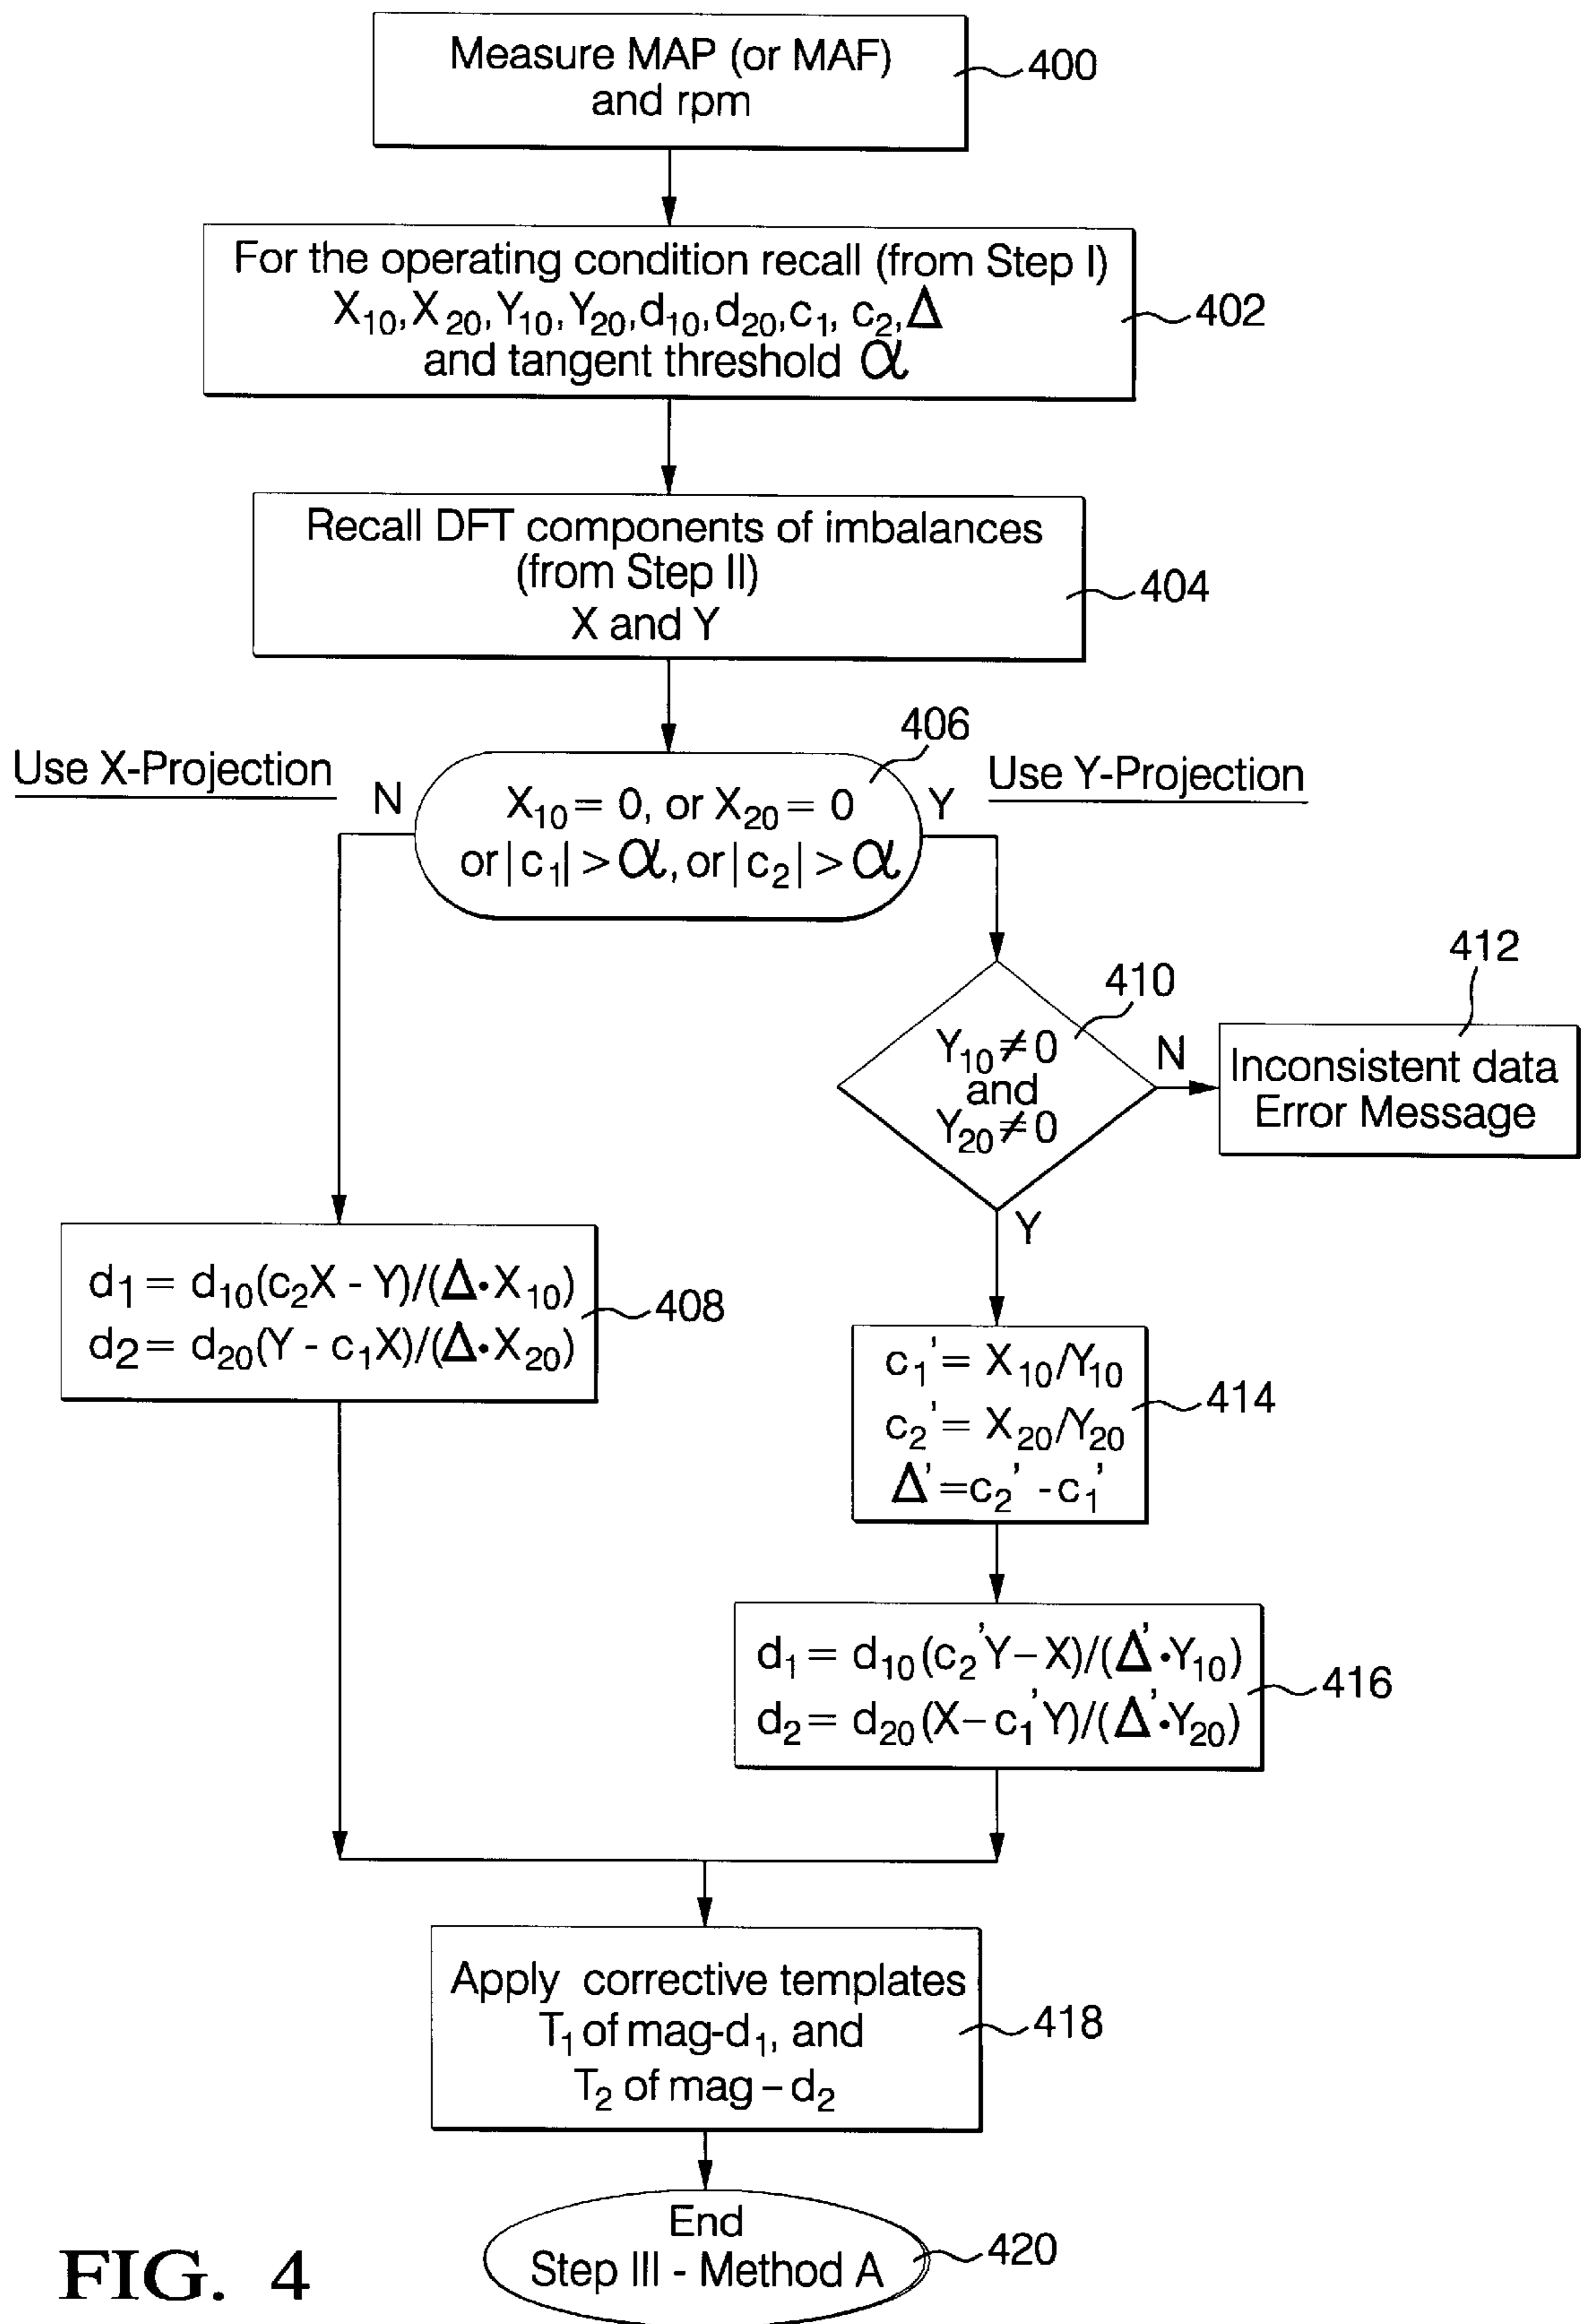 Measure MAP (or MAF)
and rpm
400
For the operating condition recall (from Step I)
X₁₀, X₂₀, Y₁₀, Y₂₀, d₁₀, d₂₀, c₁, c₂, Δ
and tangent threshold α
402
Recall DFT components of imbalances
(from Step II)
X and Y
404
406
Use X-Projection
N
X₁₀ = 0, or X₂₀ = 0
or |c₁| > α, or |c₂| > α
Y
Use Y-Projection
410
Y₁₀ ≠ 0
and
Y₂₀ ≠ 0
N
Y
412
Inconsistent data
Error Message
d₁ = d₁₀(c₂X - Y)/(Δ•X₁₀)
d₂ = d₂₀(Y - c₁X)/(Δ•X₂₀)
408
c₁' = X₁₀/Y₁₀
c₂' = X₂₀/Y₂₀
Δ' = c₂' - c₁'
414
d₁ = d₁₀(c₂'Y – X)/(Δ'•Y₁₀)
d₂ = d₂₀(X – c₁'Y)/(Δ'•Y₂₀)
416
Apply corrective templates
T₁ of mag-d₁, and
T₂ of mag – d₂
418
End
Step III - Method A
420
FIG. 4